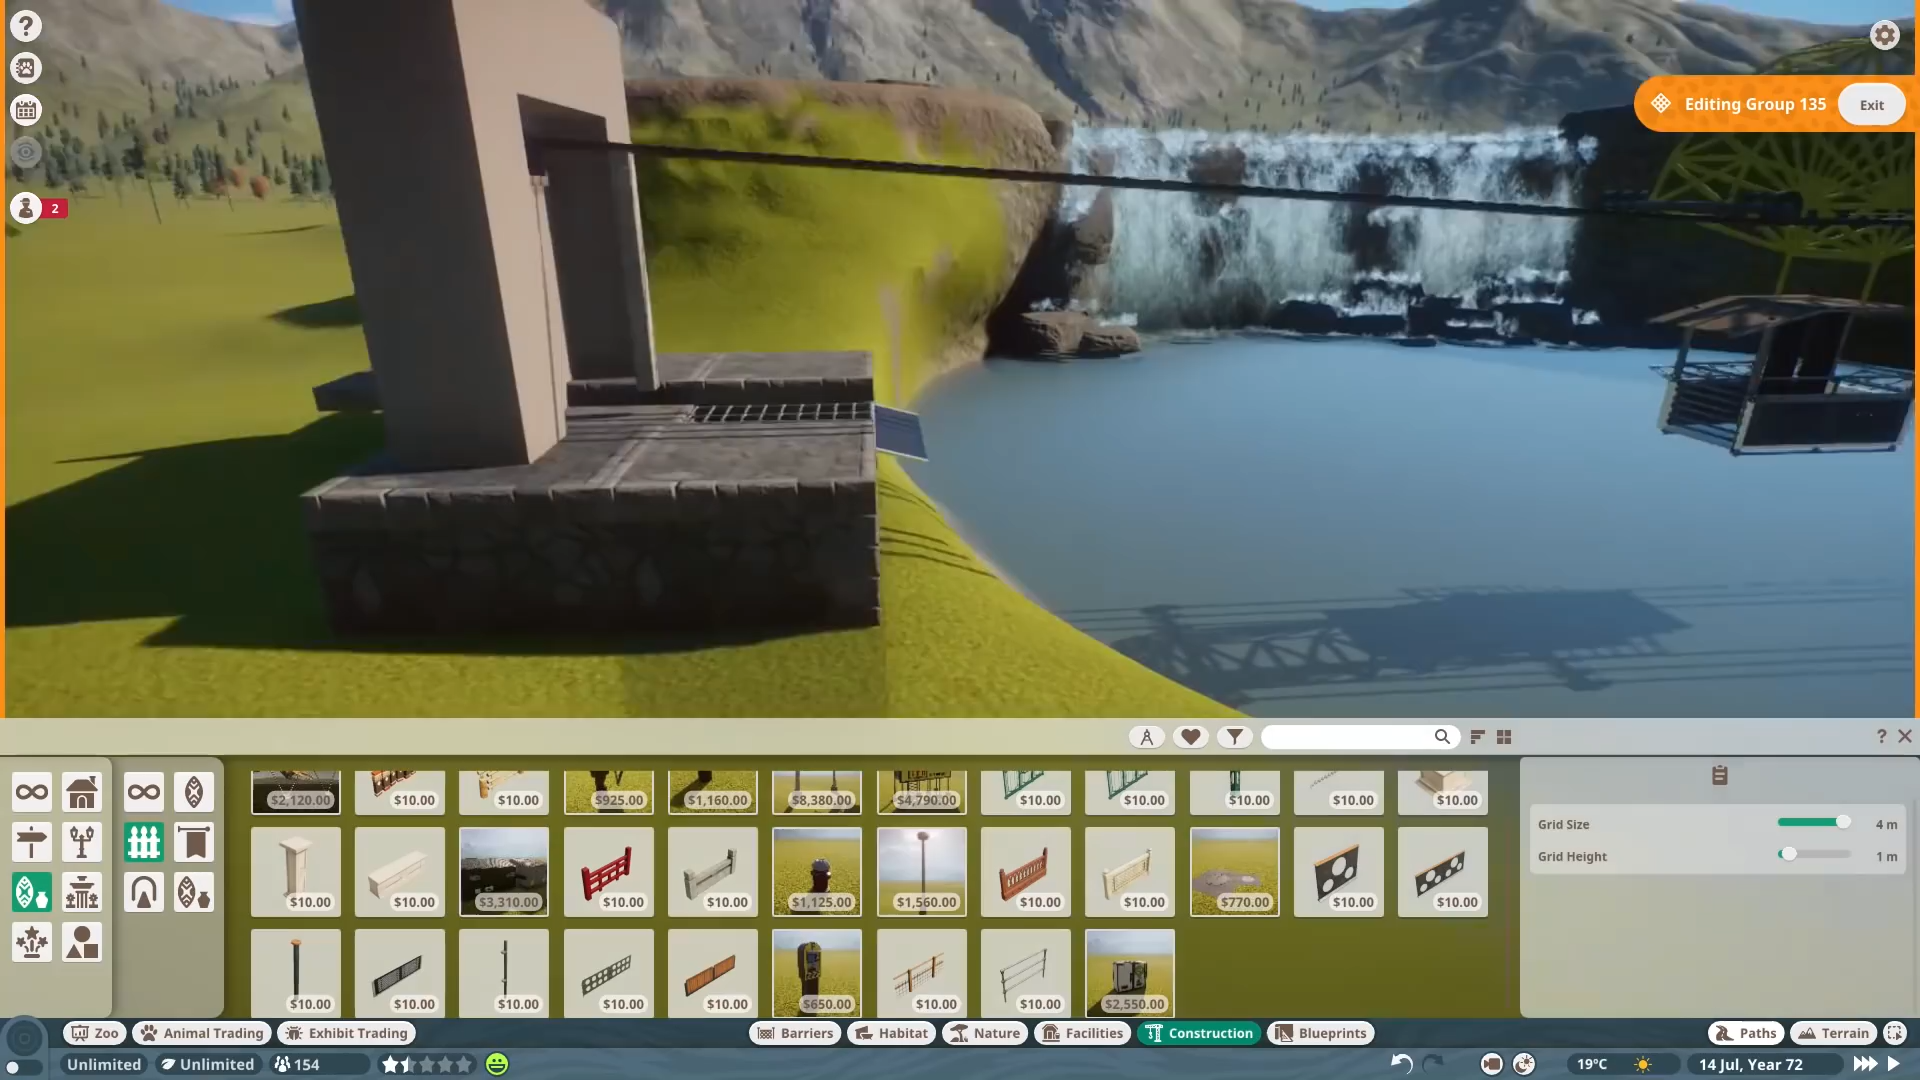 ?
2
Editing Group 135
Exit
?
$2,120.00
$10.00
$10.00
$925.00
$1,160.00
$8,380.00
$4,790.00
$10.00
$10.00
$10.00
$10.00
$10.00
$10.00
$10.00
$3,310.00
$10.00
$10.00
$1,125.00
$1,560.00
$10.00
$10.00
$770.00
$10.00
$10.00
$10.00
$10.00
$10.00
$10.00
$10.00
$650.00
$10.00
$10.00
$2,550.00
Grid Size 4 m
Grid Height 1 m
Zoo
Animal Trading
Exhibit Trading
Barriers
Habitat
Nature
Facilities
Construction
Blueprints
Paths
Terrain
Unlimited
Unlimited
154
19°C
14 Jul, Year 72